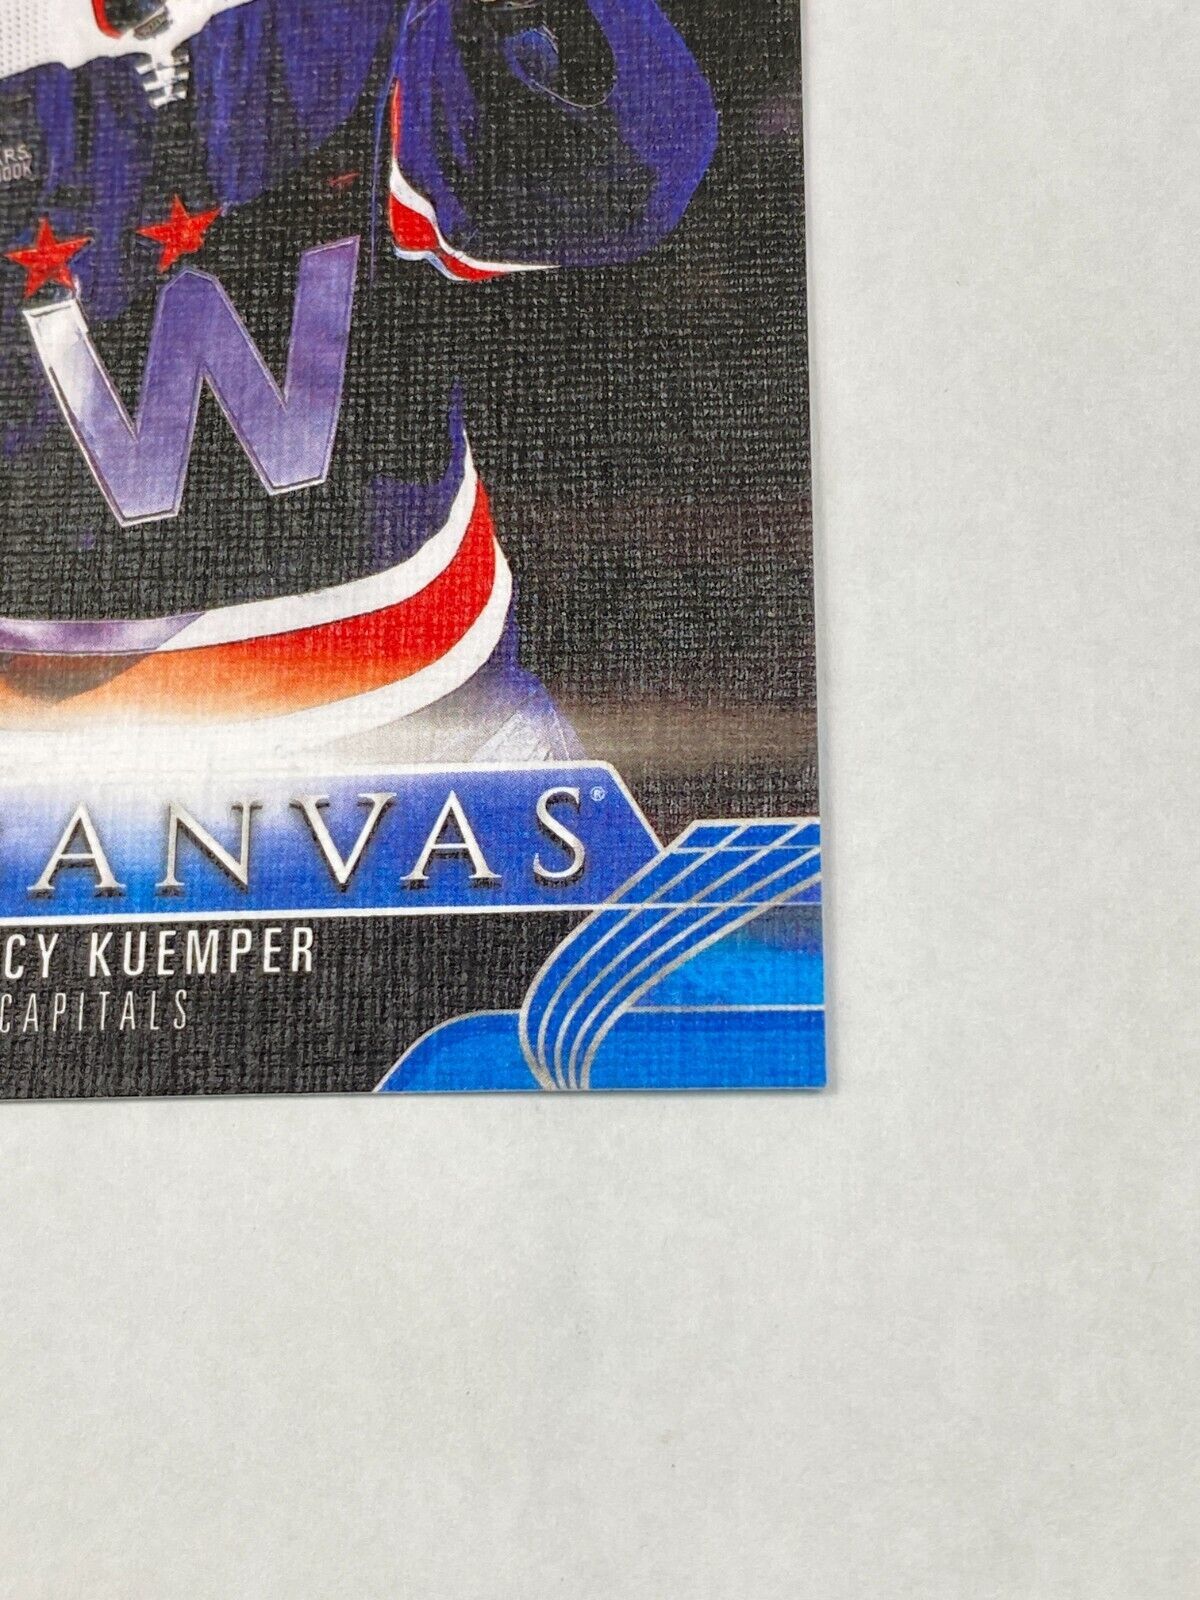 W
ANVAS®
CY KUEMPER
CAPITALS